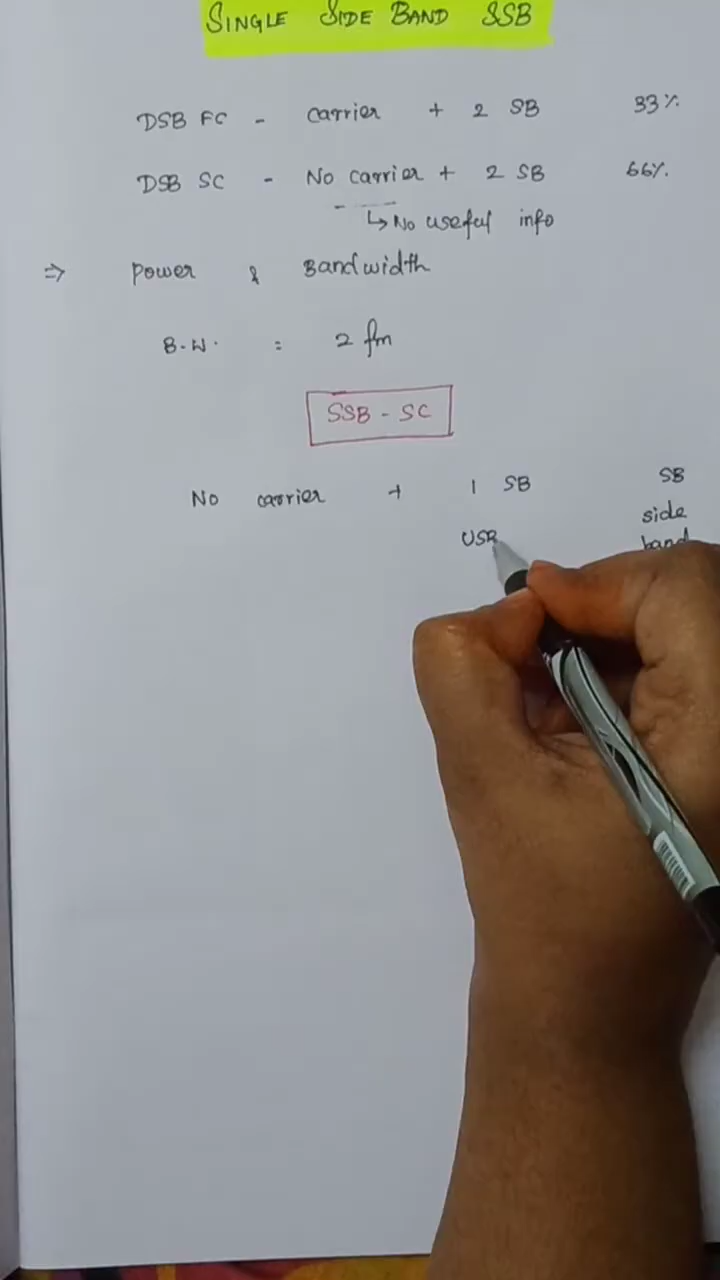 SINGLE SIDE BAND SSB
DSB FC - carrier + 2 SB 33%
DSB SC - No carrier + 2 SB 66%
↳ No useful info
⇒ Power & Bandwidth
B.W. = 2 fm
SSB - SC
No carrier + 1 SB SB
side
USB band